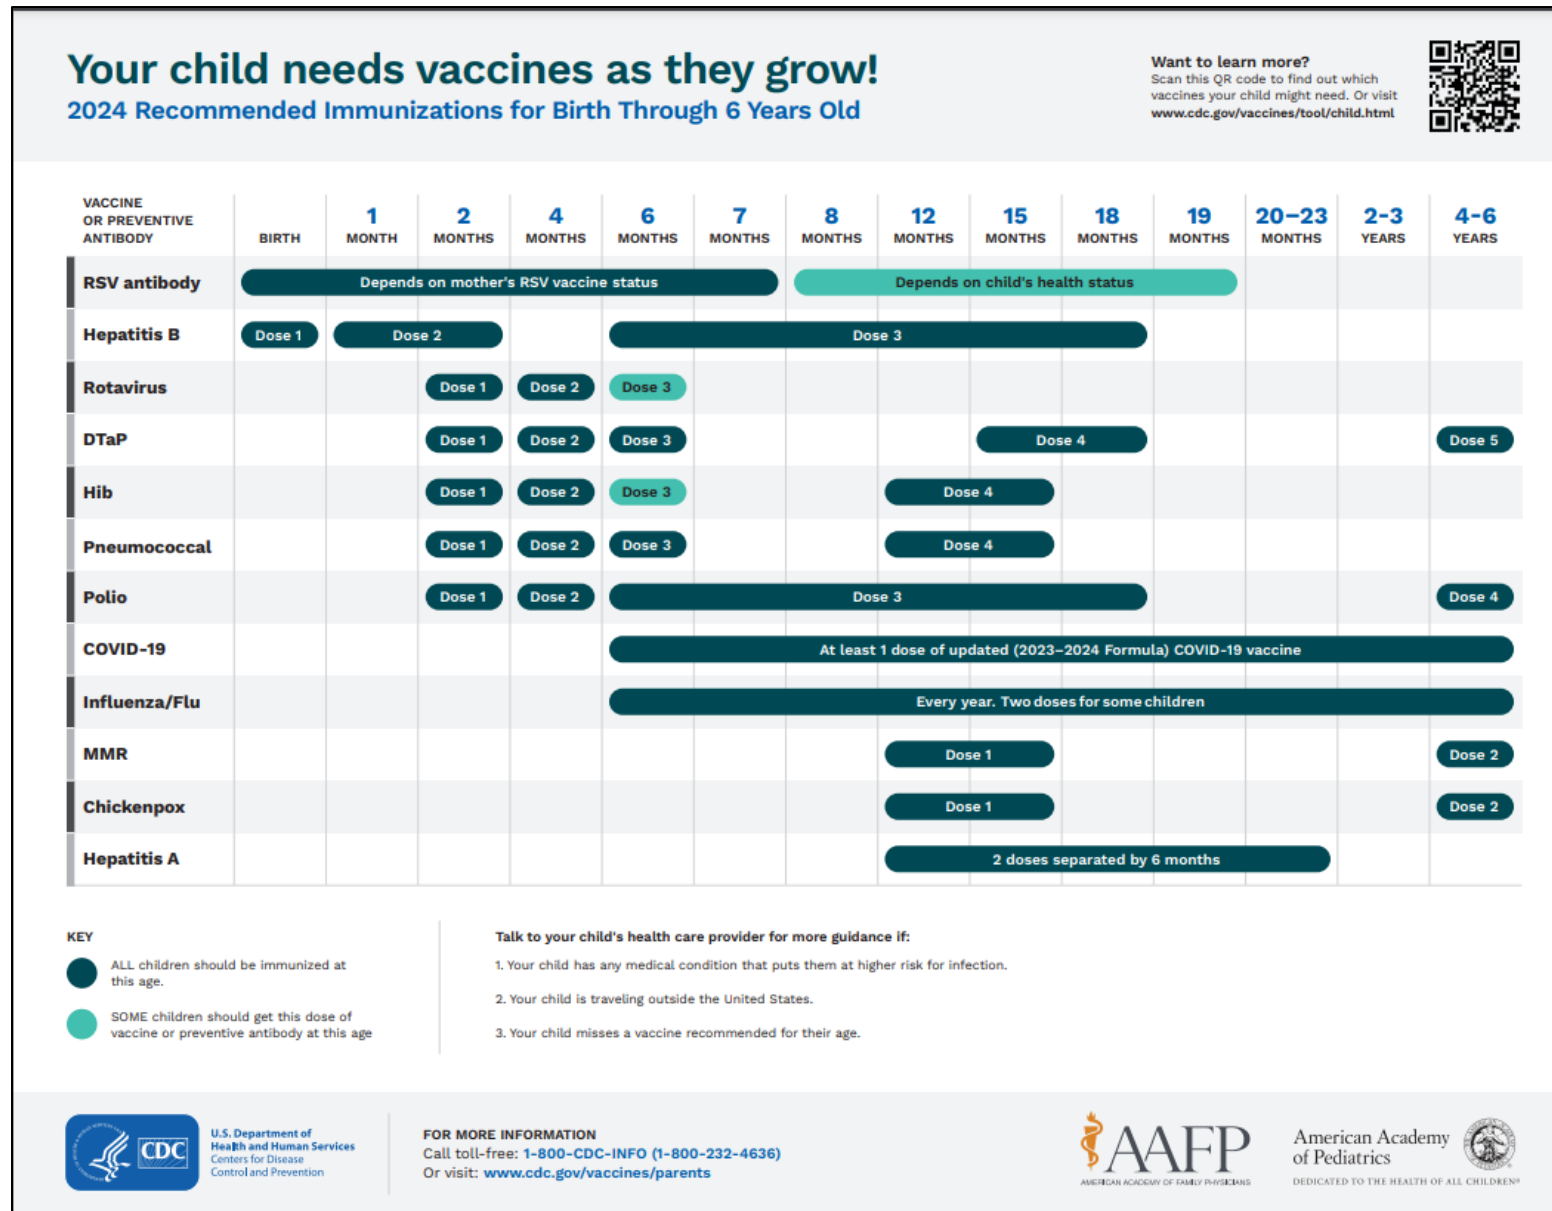 Your child needs vaccines as they grow!
2024 Recommended Immunizations for Birth Through 6 Years Old
Want to learn more?
Scan this QR code to find out which
vaccines your child might need. Or visit
www.cdc.gov/vaccines/tool/child.html
VACCINE
OR PREVENTIVE
ANTIBODY
BIRTH
1
MONTH
2
MONTHS
4
MONTHS
6
MONTHS
7
MONTHS
8
MONTHS
12
MONTHS
15
MONTHS
18
MONTHS
19
MONTHS
20–23
MONTHS
2-3
YEARS
4-6
YEARS
RSV antibody
Depends on mother's RSV vaccine status
Depends on child's health status
Hepatitis B
Dose 1
Dose 2
Dose 3
Rotavirus
Dose 1
Dose 2
Dose 3
DTaP
Dose 1
Dose 2
Dose 3
Dose 4
Dose 5
Hib
Dose 1
Dose 2
Dose 3
Dose 4
Pneumococcal
Dose 1
Dose 2
Dose 3
Dose 4
Polio
Dose 1
Dose 2
Dose 3
Dose 4
COVID-19
At least 1 dose of updated (2023–2024 Formula) COVID-19 vaccine
Influenza/Flu
Every year. Two doses for some children
MMR
Dose 1
Dose 2
Chickenpox
Dose 1
Dose 2
Hepatitis A
2 doses separated by 6 months
KEY
ALL children should be immunized at
this age.
SOME children should get this dose of
vaccine or preventive antibody at this age
Talk to your child's health care provider for more guidance if:
1. Your child has any medical condition that puts them at higher risk for infection.
2. Your child is traveling outside the United States.
3. Your child misses a vaccine recommended for their age.
CDC
U.S. Department of
Health and Human Services
Centers for Disease
Control and Prevention
FOR MORE INFORMATION
Call toll-free: 1-800-CDC-INFO (1-800-232-4636)
Or visit: www.cdc.gov/vaccines/parents
AAFP
AMERICAN ACADEMY OF FAMILY PHYSICIANS
American Academy
of Pediatrics
DEDICATED TO THE HEALTH OF ALL CHILDREN®